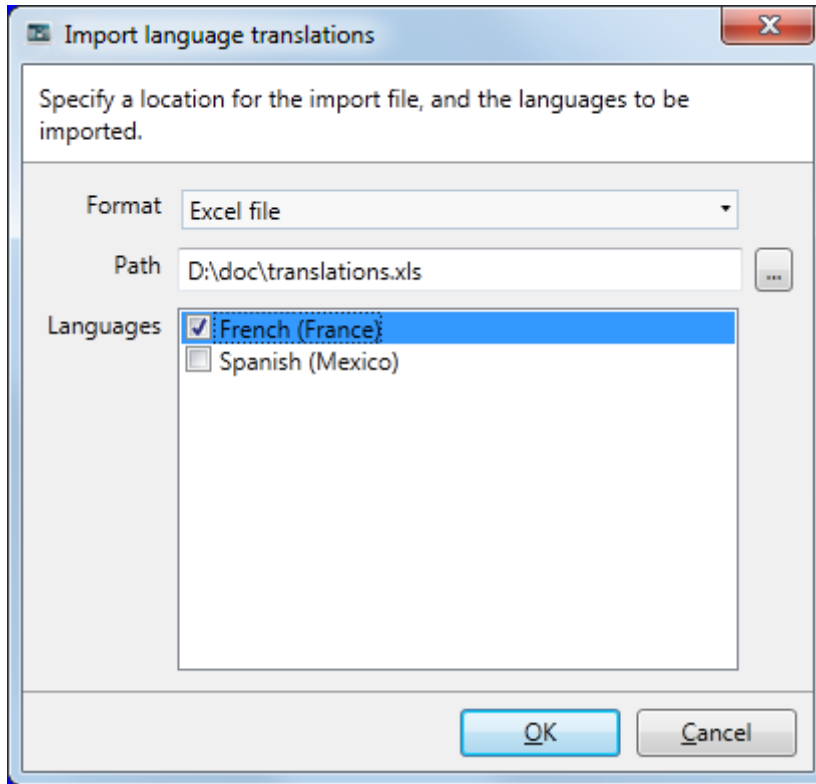 Import language translations
Specify a location for the import file, and the languages to be
imported.
Format
Excel file
Path
D:\doc\translations.xls
...
Languages
French (France)
Spanish (Mexico)
OK
Cancel